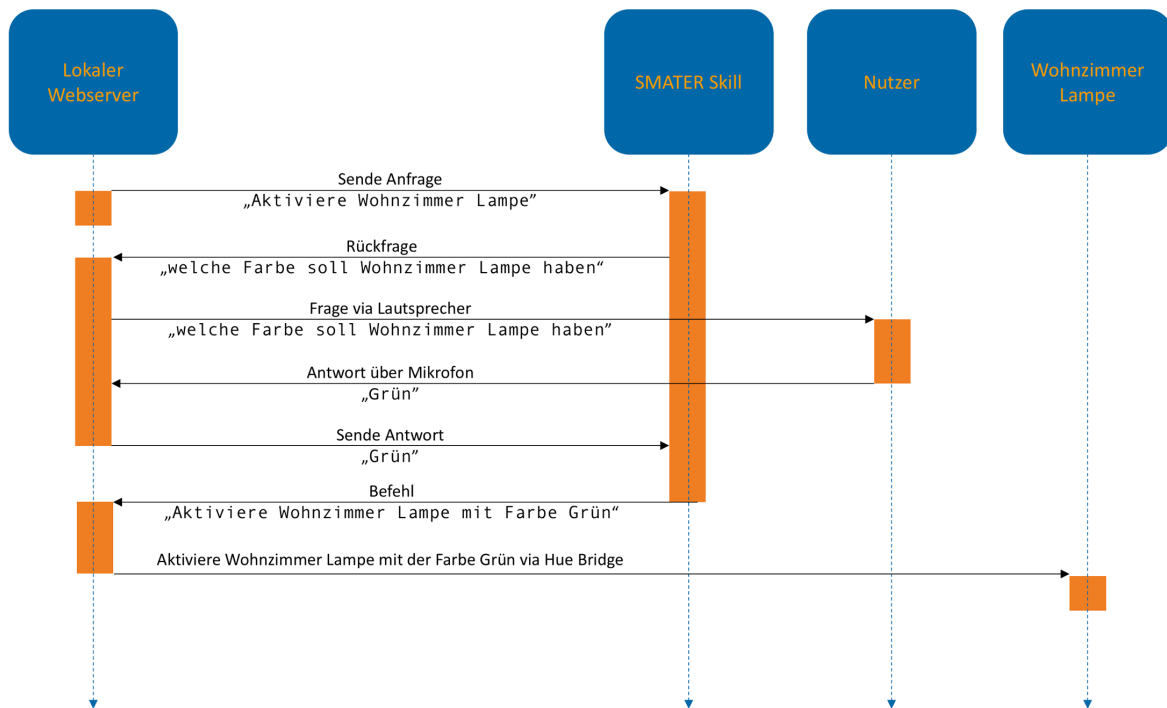 Lokaler
Webserver
SMATER Skill
Nutzer
Wohnzimmer
Lampe
Sende Anfrage
„Aktiviere Wohnzimmer Lampe”
Rückfrage
„welche Farbe soll Wohnzimmer Lampe haben“
Frage via Lautsprecher
„welche Farbe soll Wohnzimmer Lampe haben”
Antwort über Mikrofon
„Grün”
Sende Antwort
„Grün”
Befehl
„Aktiviere Wohnzimmer Lampe mit Farbe Grün“
Aktiviere Wohnzimmer Lampe mit der Farbe Grün via Hue Bridge